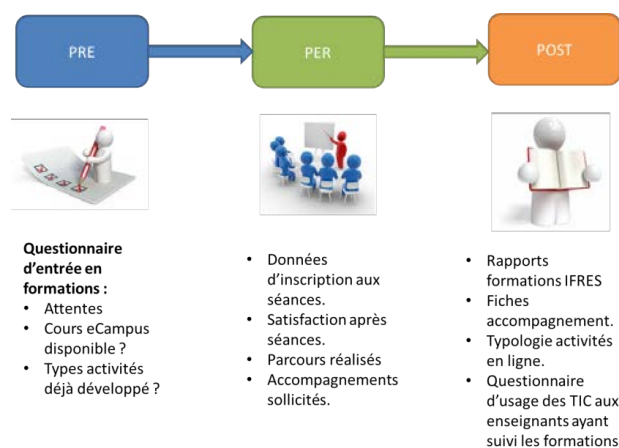 PRE
PER
POST
Questionnaire
d'entrée en
formations :
• Attentes
• Cours eCampus
disponible ?
• Types activités
déjà développé ?
• Données
d'inscription aux
séances.
• Satisfaction après
séances.
• Parcours réalisés
• Accompagnements
sollicités.
• Rapports
formations IFRES
• Fiches
accompagnement.
• Typologie activités
en ligne.
• Questionnaire
d'usage des TIC aux
enseignants ayant
suivi les formations